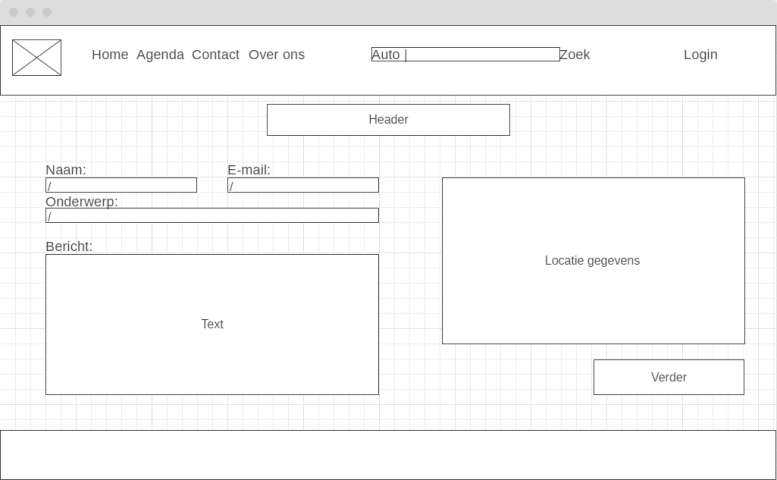 Home Agenda Contact Over ons Auto | Zoek Login
Header
Naam: E-mail:
/ /
Onderwerp:
/
Bericht:
Text
Locatie gegevens
Verder